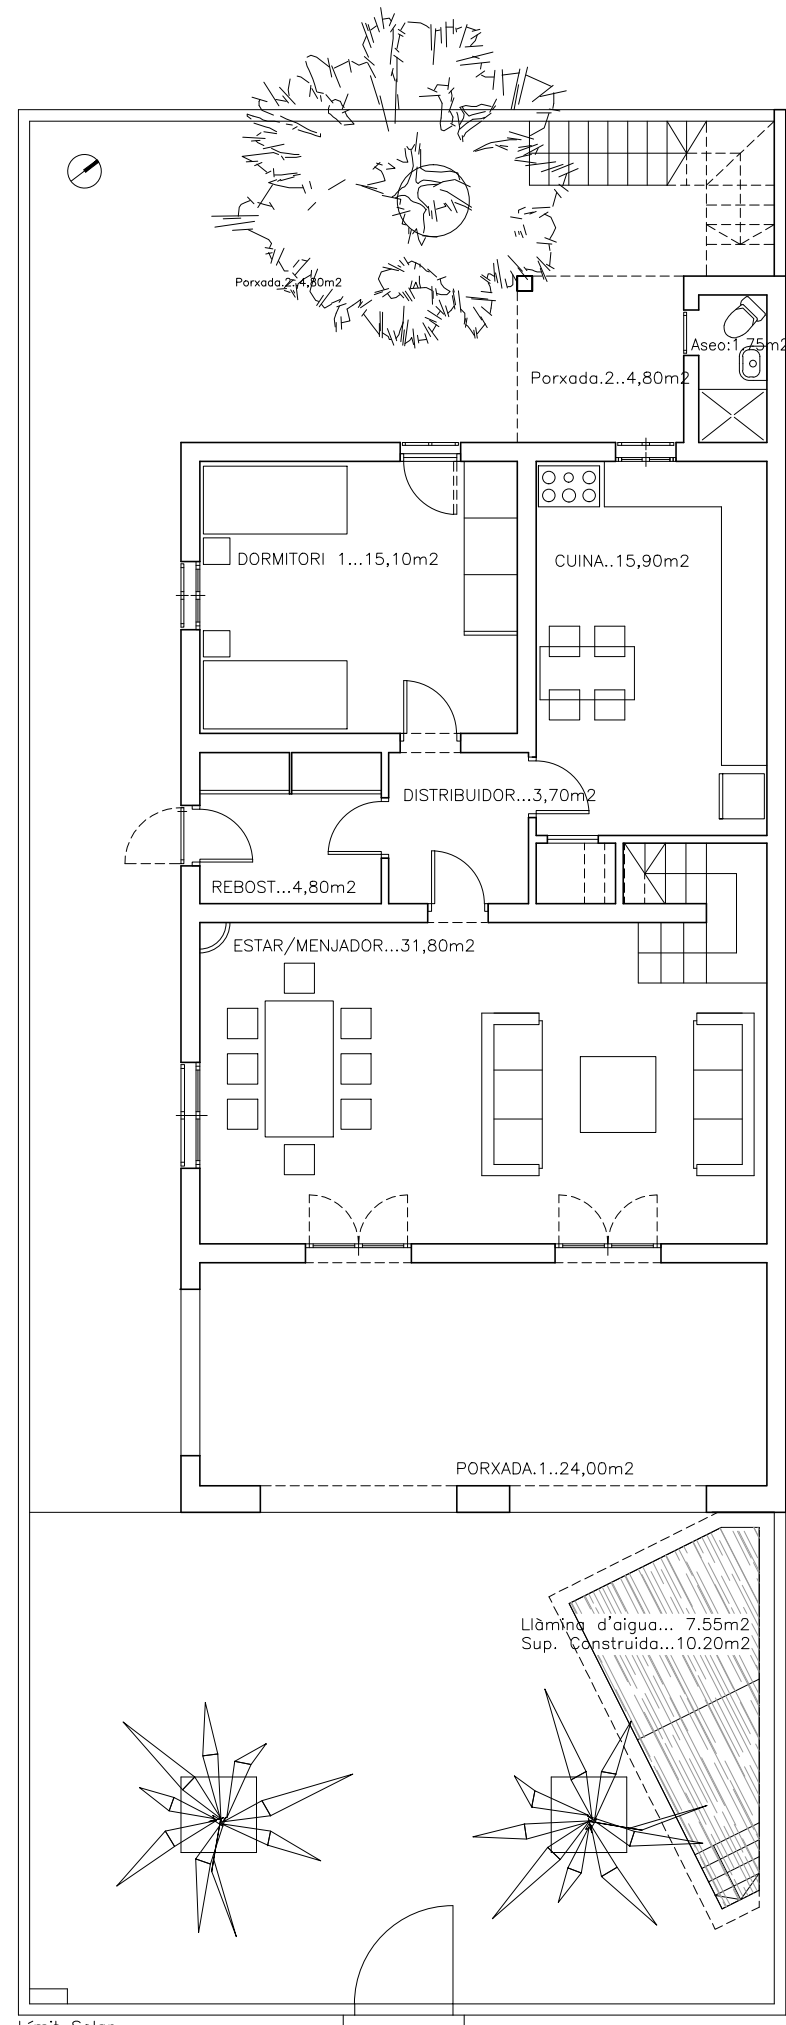 Porxada.2..4,80m2
Aseo:1,75m2
Porxada.2..4,80m2
DORMITORI 1...15,10m2
CUINA..15,90m2
DISTRIBUIDOR...3,70m2
REBOST...4,80m2
ESTAR/MENJADOR...31,80m2
PORXADA.1..24,00m2
Llàmina d'aigua... 7.55m2
Sup. Construida...10.20m2
Límit Solar